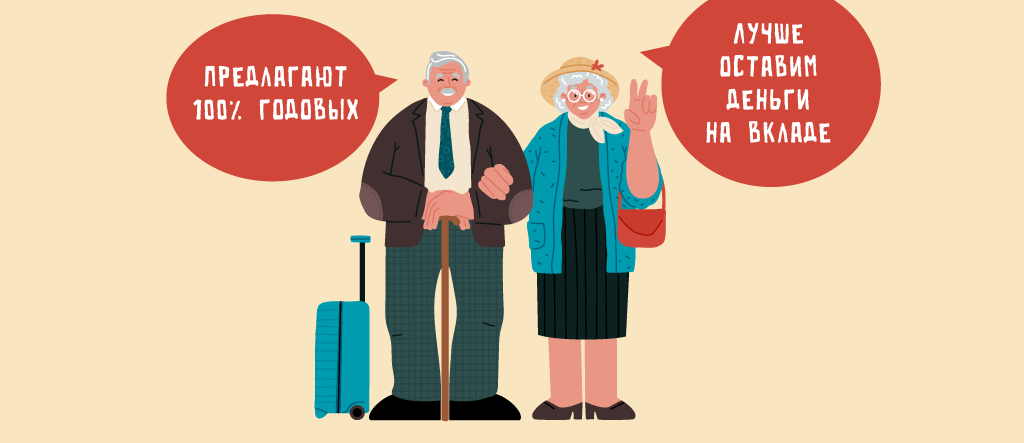 ПРЕДЛАГАЮТ
100% ГОДОВЫХ
ЛУЧШЕ
ОСТАВИМ
ДЕНЬГИ
НА ВКЛАДЕ